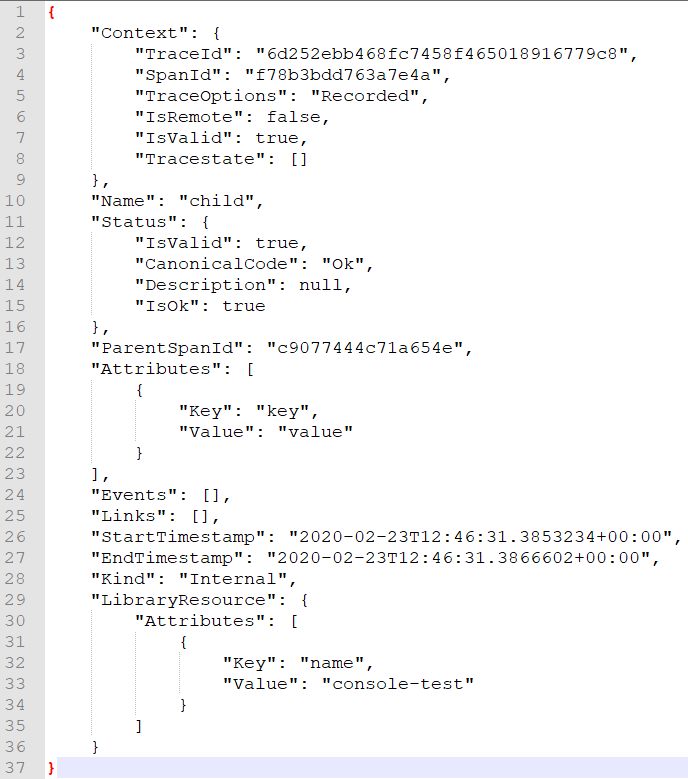 1 {
2 "Context": {
3 "TraceId": "6d252ebb468fc7458f465018916779c8",
4 "SpanId": "f78b3bdd763a7e4a",
5 "TraceOptions": "Recorded",
6 "IsRemote": false,
7 "IsValid": true,
8 "Tracestate": []
9 },
10 "Name": "child",
11 "Status": {
12 "IsValid": true,
13 "CanonicalCode": "Ok",
14 "Description": null,
15 "IsOk": true
16 },
17 "ParentSpanId": "c9077444c71a654e",
18 "Attributes": [
19 {
20 "Key": "key",
21 "Value": "value"
22 }
23 ],
24 "Events": [],
25 "Links": [],
26 "StartTimestamp": "2020-02-23T12:46:31.3853234+00:00",
27 "EndTimestamp": "2020-02-23T12:46:31.3866602+00:00",
28 "Kind": "Internal",
29 "LibraryResource": {
30 "Attributes": [
31 {
32 "Key": "name",
33 "Value": "console-test"
34 }
35 ]
36 }
37 }